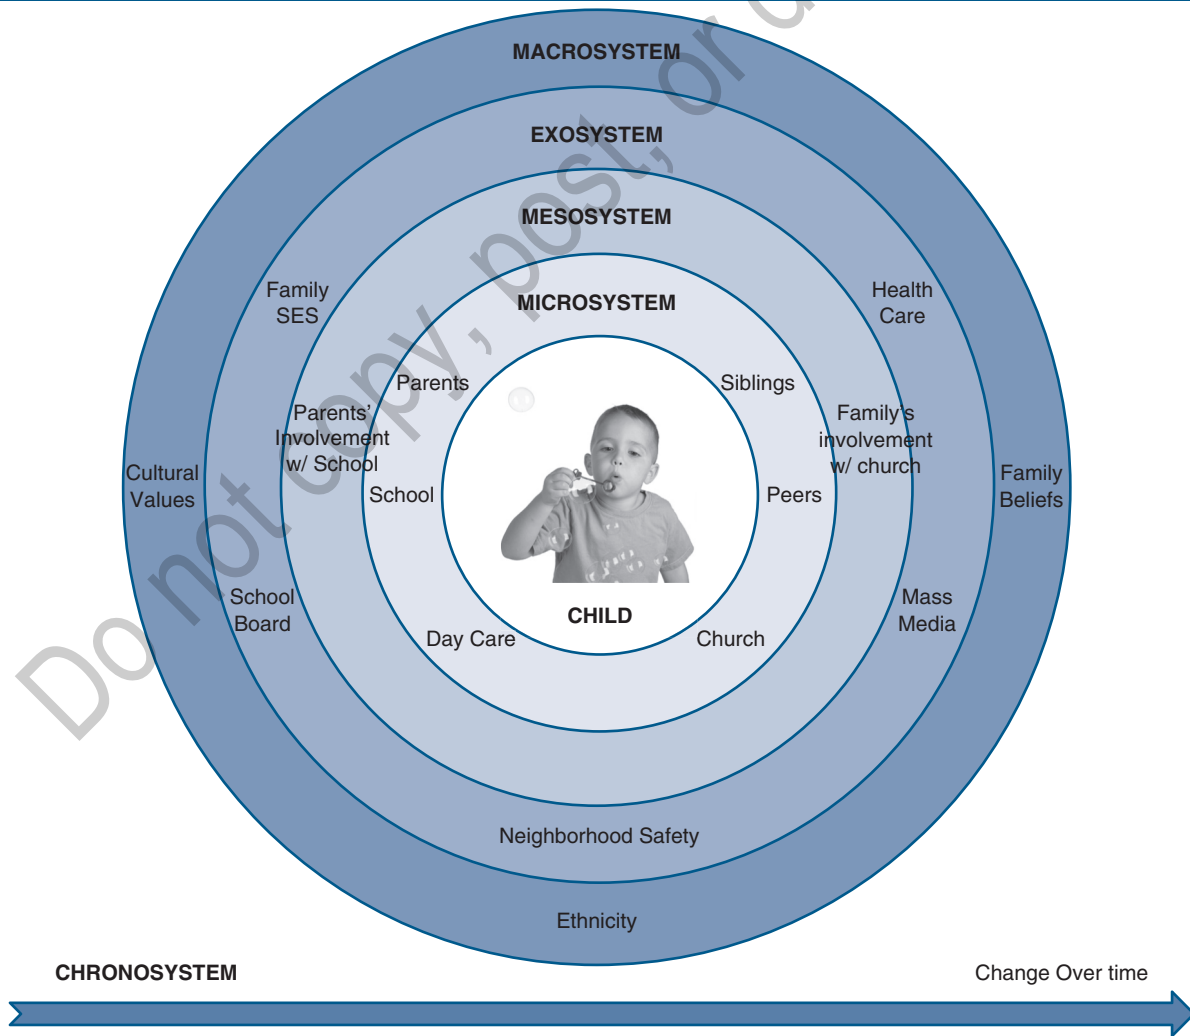 MACROSYSTEM
EXOSYSTEM
MESOSYSTEM
MICROSYSTEM
Family
SES
Health
Care
Parents
Siblings
Parents'
Involvement
w/ School
Family's
involvement
w/ church
Cultural
Values
School
Peers
Family
Beliefs
School
Board
Mass
Media
CHILD
Day Care
Church
Neighborhood Safety
Ethnicity
CHRONOSYSTEM
Change Over time
Do not copy, post, or d